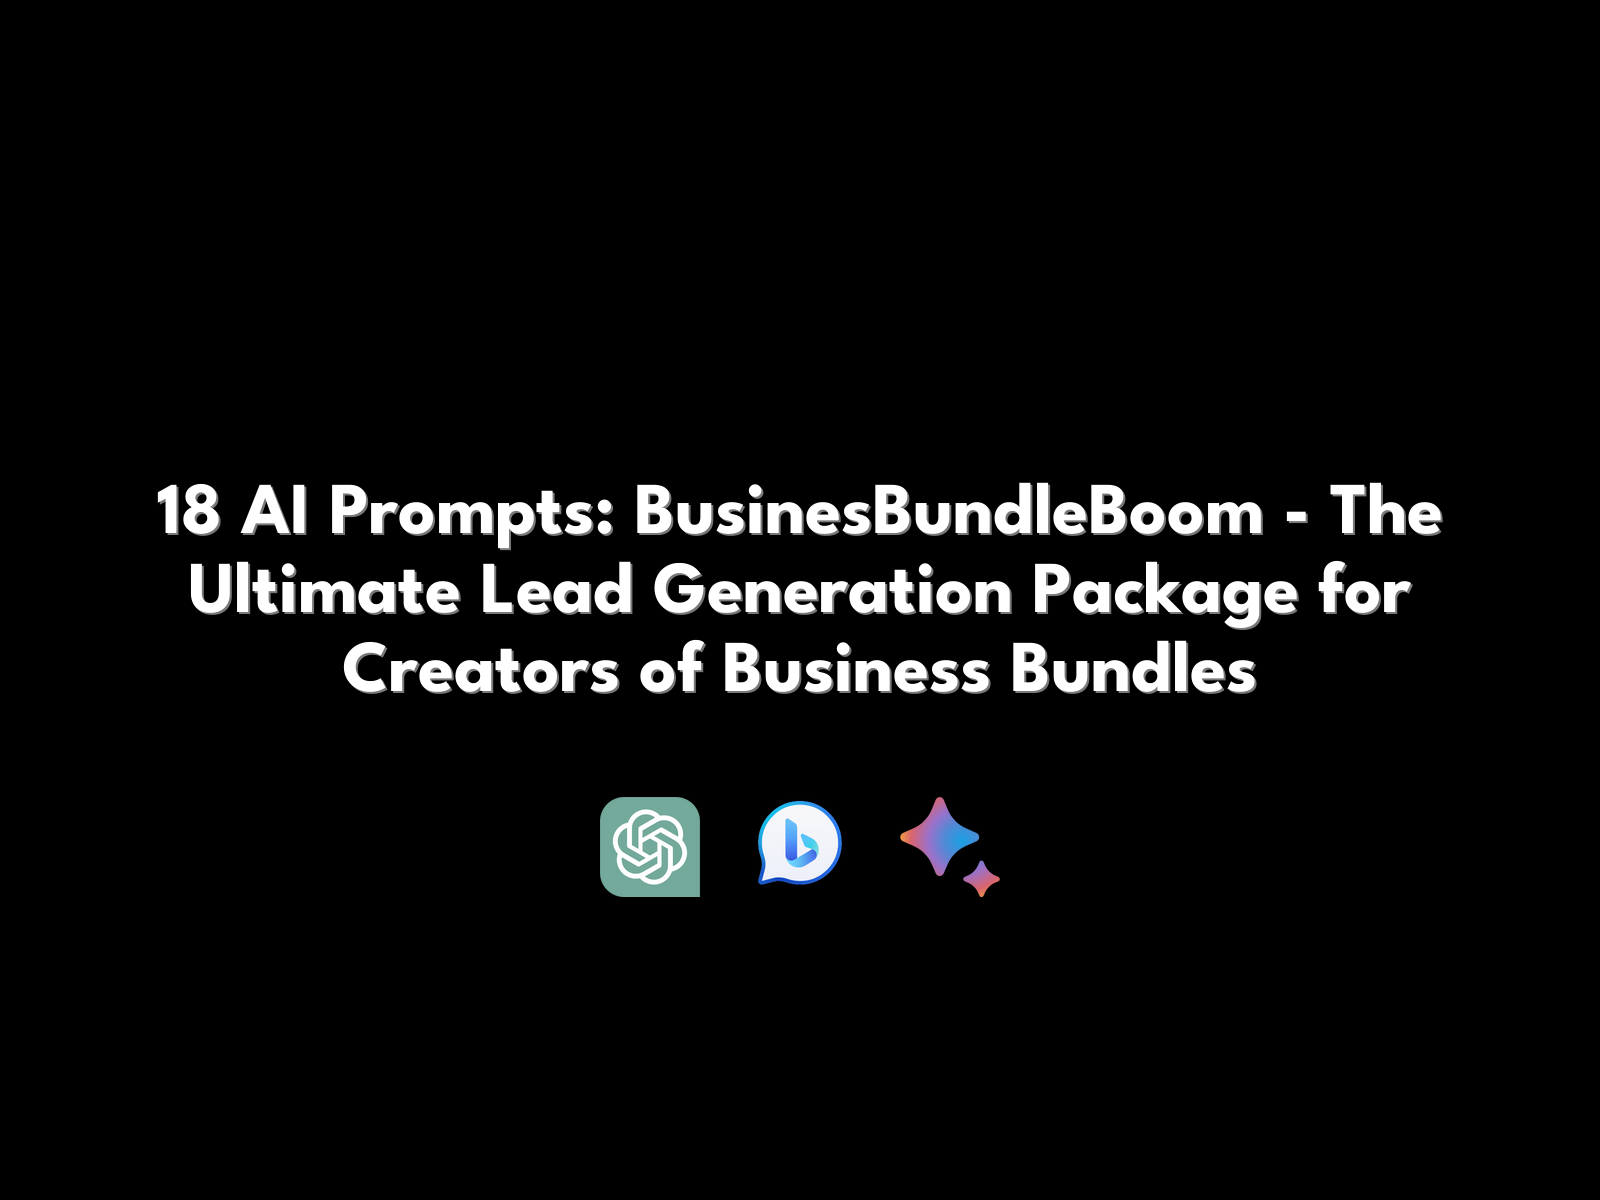 18 AI Prompts: BusinesBundleBoom - The
Ultimate Lead Generation Package for
Creators of Business Bundles